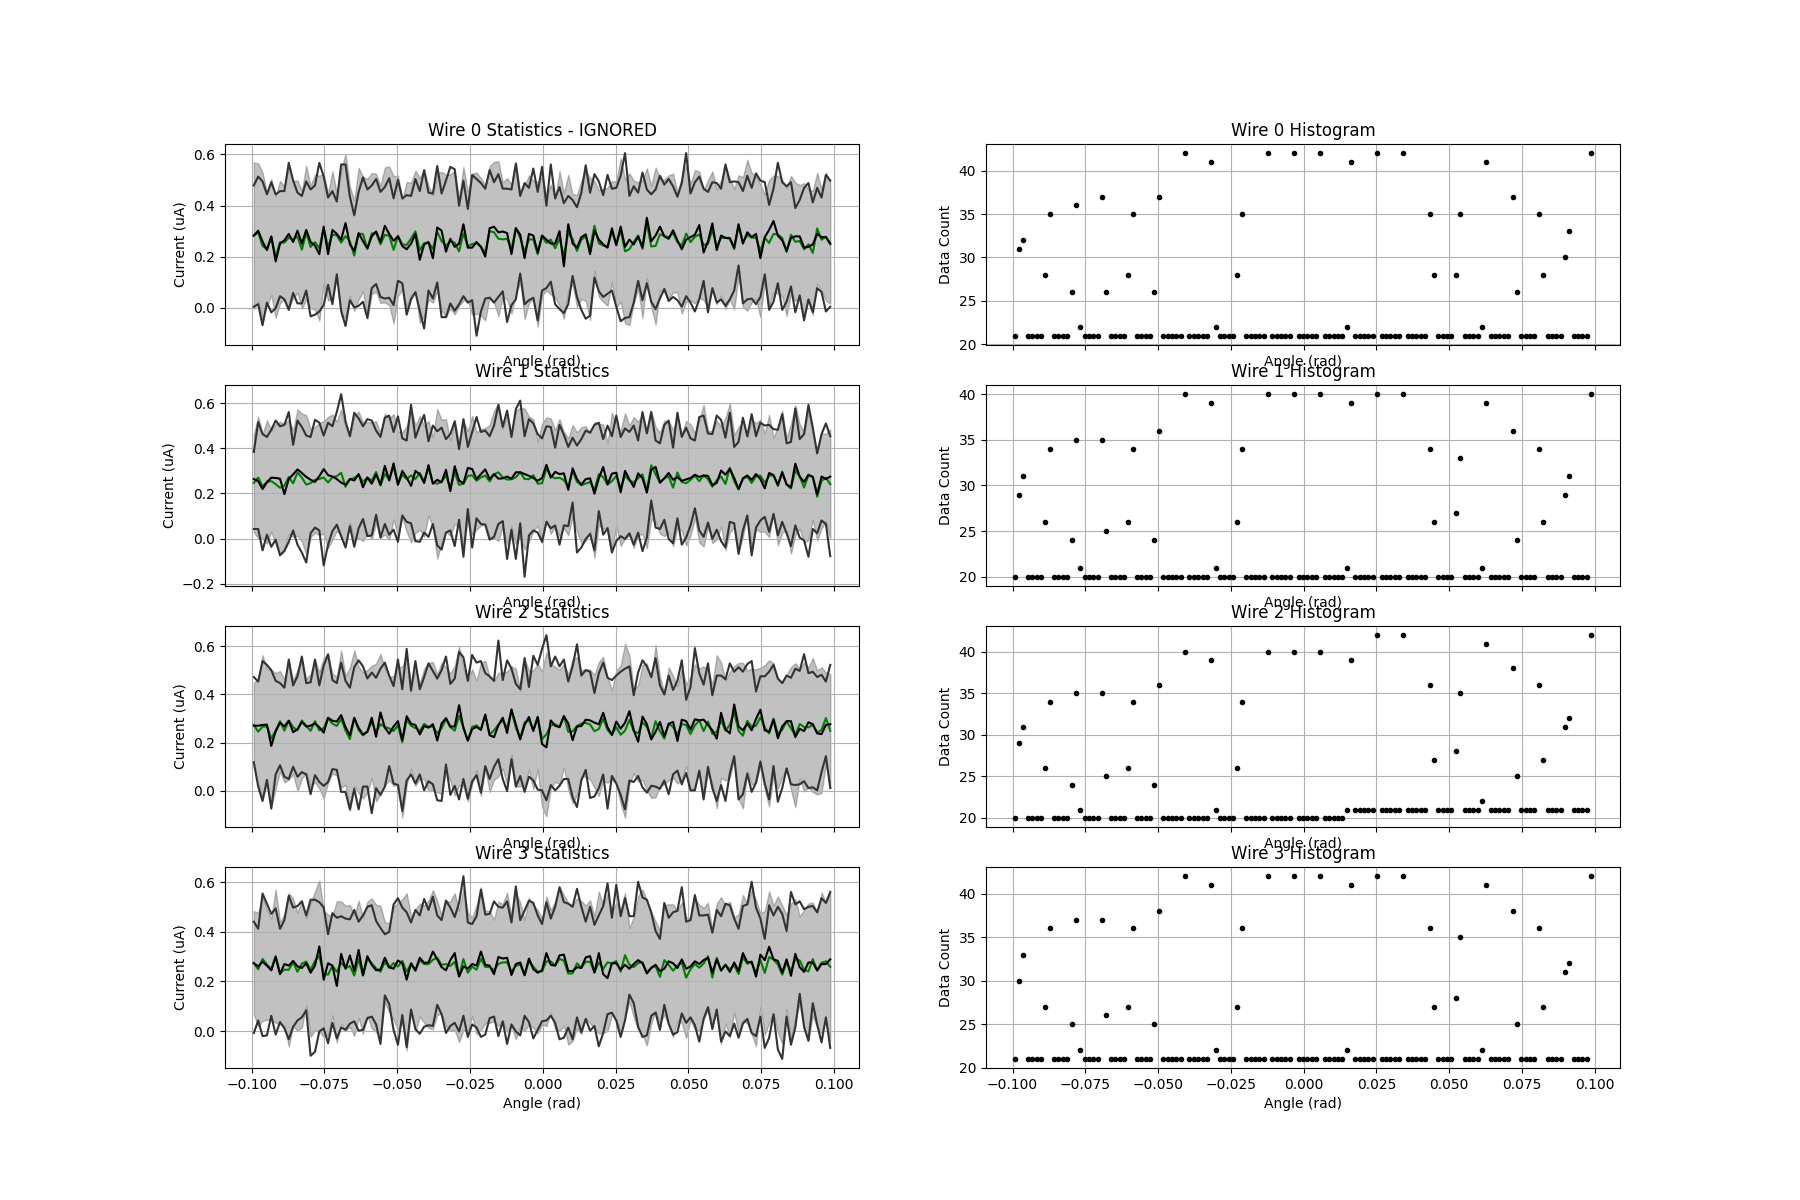 Wire 0 Statistics - IGNORED
Current (uA)
0.6
0.4
0.2
0.0
Angle (rad)
Wire 0 Histogram
Data Count
40
35
30
25
20
Angle (rad)
Wire 1 Statistics
Current (uA)
0.6
0.4
0.2
0.0
−0.2
Angle (rad)
Wire 1 Histogram
Data Count
40
35
30
25
20
Angle (rad)
Wire 2 Statistics
Current (uA)
0.6
0.4
0.2
0.0
Angle (rad)
Wire 2 Histogram
Data Count
40
35
30
25
20
Angle (rad)
Wire 3 Statistics
Current (uA)
0.6
0.4
0.2
0.0
−0.100 −0.075 −0.050 −0.025 0.000 0.025 0.050 0.075 0.100
Angle (rad)
Wire 3 Histogram
Data Count
40
35
30
25
20
−0.100 −0.075 −0.050 −0.025 0.000 0.025 0.050 0.075 0.100
Angle (rad)